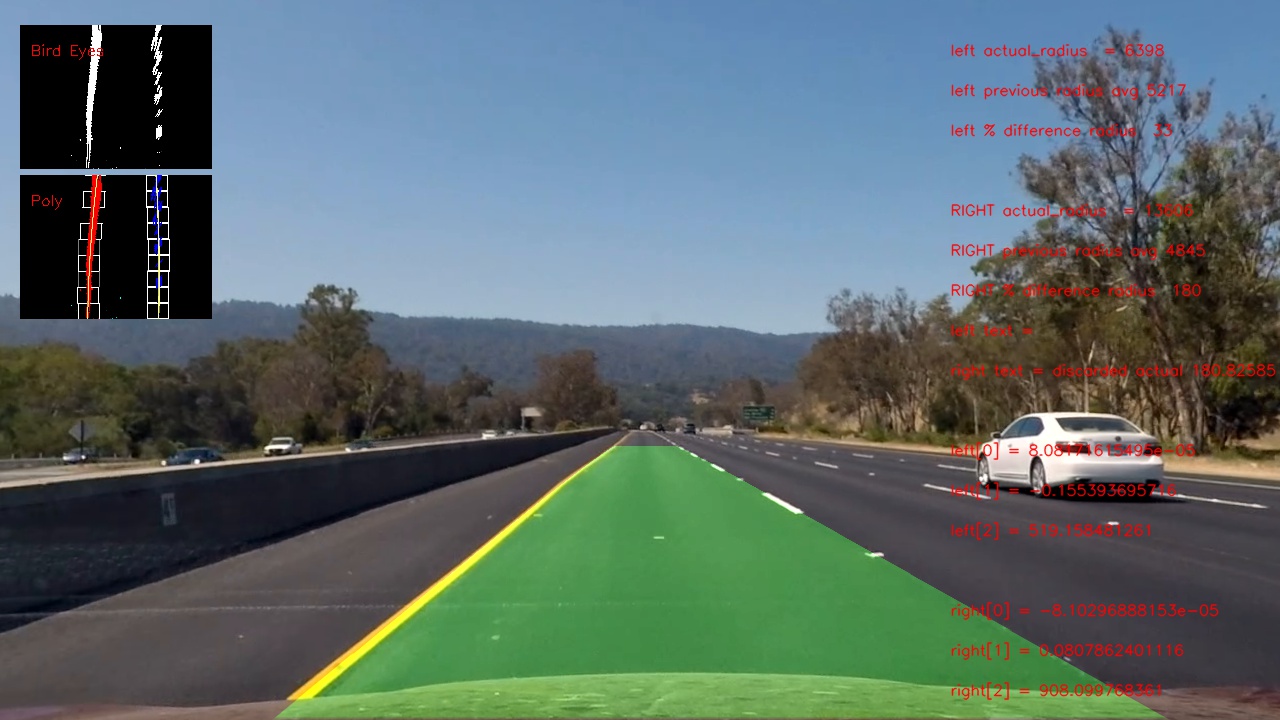 Bird Eyes
Poly
left actual_radius = 6398
left previous radius avg 5217
left % difference radius 33
RIGHT actual_radius = 13606
RIGHT previous radius avg 4845
RIGHT % difference radius 180
left text =
right text = discarded actual 180.82585
left[0] = 8.0817161549
left[1] = -0.155393695716
left[2] = 519.158481261
right[0] = -8.10296888153e-05
right[1] = 0.0807862401116
right[2] = 908.099768361